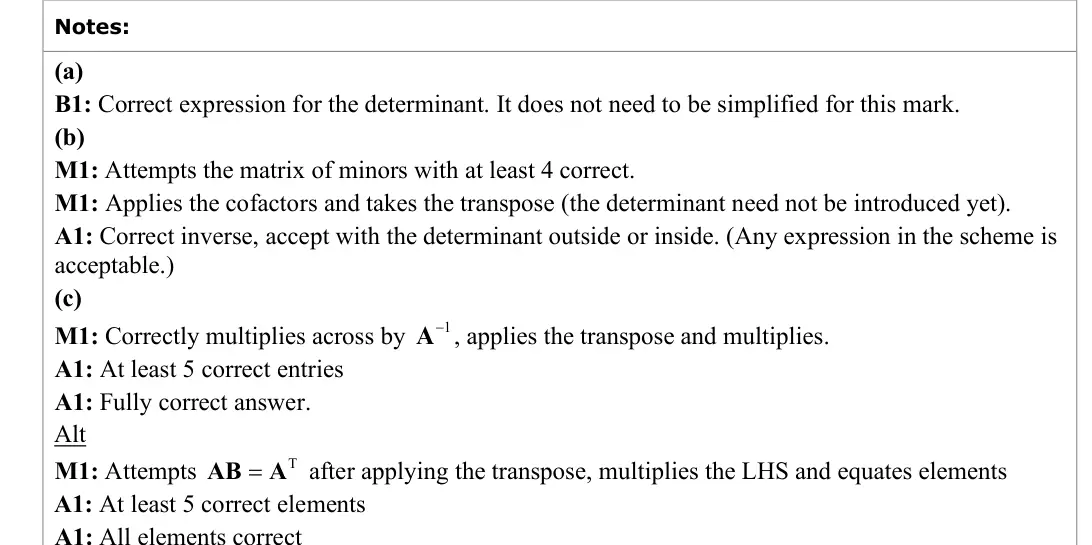 Notes:
(a)
B1: Correct expression for the determinant. It does not need to be simplified for this mark.
(b)
M1: Attempts the matrix of minors with at least 4 correct.
M1: Applies the cofactors and takes the transpose (the determinant need not be introduced yet).
A1: Correct inverse, accept with the determinant outside or inside. (Any expression in the scheme is
acceptable.)
(c)
M1: Correctly multiplies across by A⁻¹, applies the transpose and multiplies.
A1: At least 5 correct entries
A1: Fully correct answer.
Alt
M1: Attempts AB = Aᵀ after applying the transpose, multiplies the LHS and equates elements
A1: At least 5 correct elements
A1: All elements correct